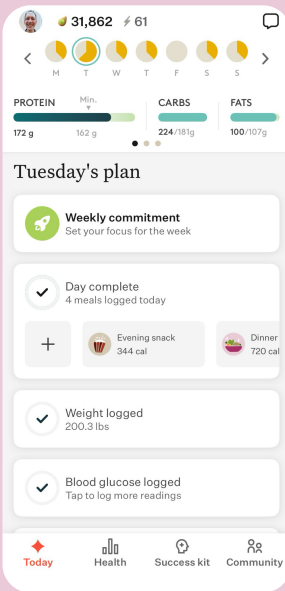 31,862 61
M T W T F S S
PROTEIN Min. CARBS FATS
172 g 162 g 224/181g 100/107g
Tuesday's plan
Weekly commitment
Set your focus for the week
Day complete
4 meals logged today
Evening snack
344 cal
Dinner
720 cal
Weight logged
200.3 lbs
Blood glucose logged
Tap to log more readings
Today Health Success kit Community